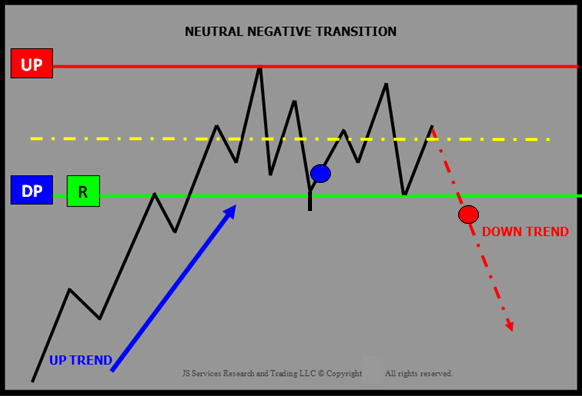 NEUTRAL NEGATIVE TRANSITION
UP
DP R
DOWN TREND
UP TREND
JS Services Research and Trading LLC © Copyright All rights reserved.